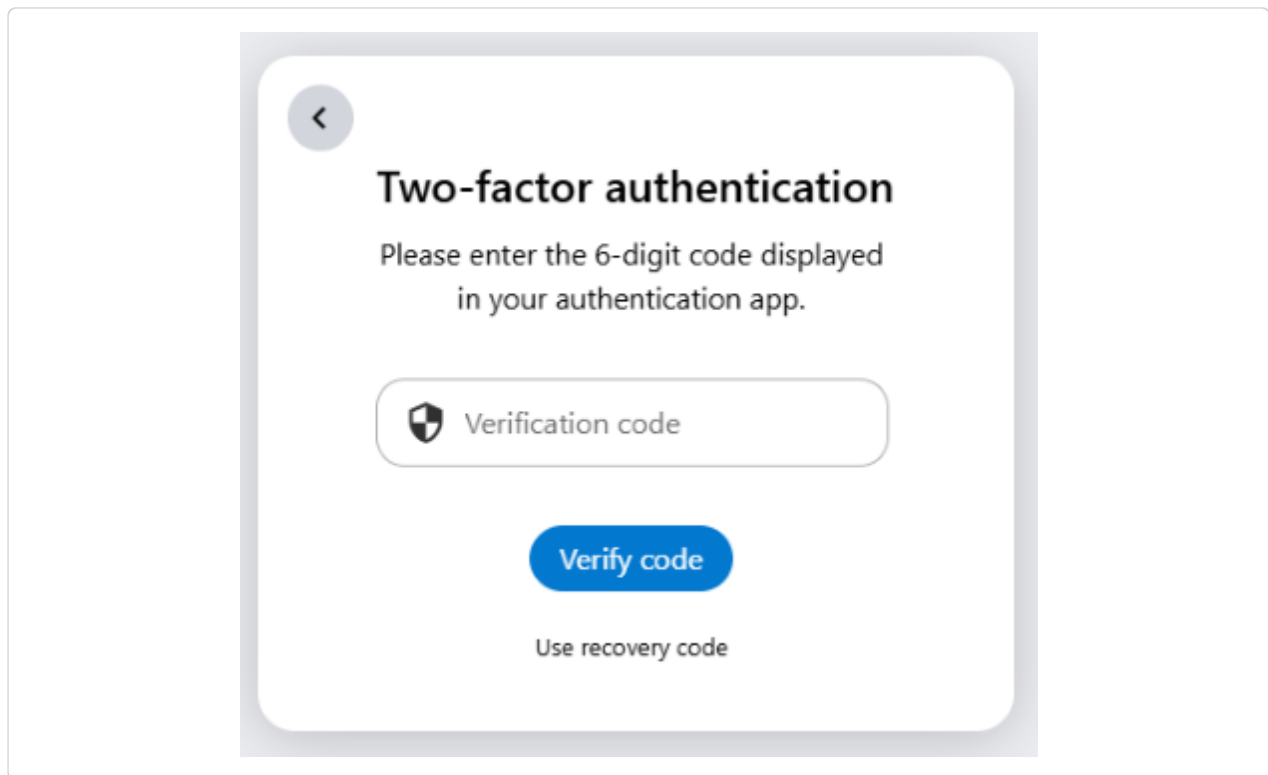 Two-factor authentication
Please enter the 6-digit code displayed
in your authentication app.
Verification code
Verify code
Use recovery code